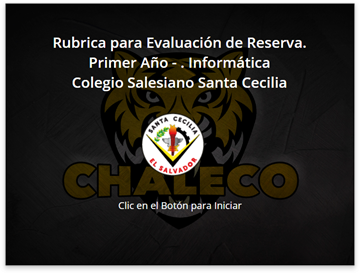 Rubrica para Evaluación de Reserva.
Primer Año - . Informática
Colegio Salesiano Santa Cecilia
SANTA CECILIA
EL SALVADOR
CHALECO
Clic en el Botón para Iniciar